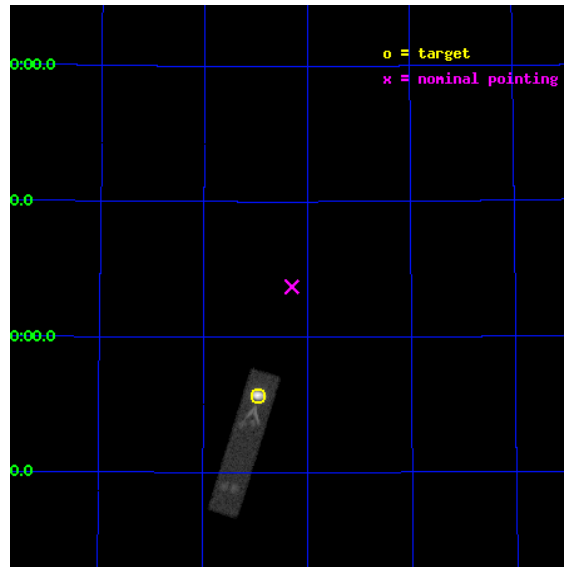 o = target
x = nominal pointing
0:00.0
0.0
0:00.0
0.0